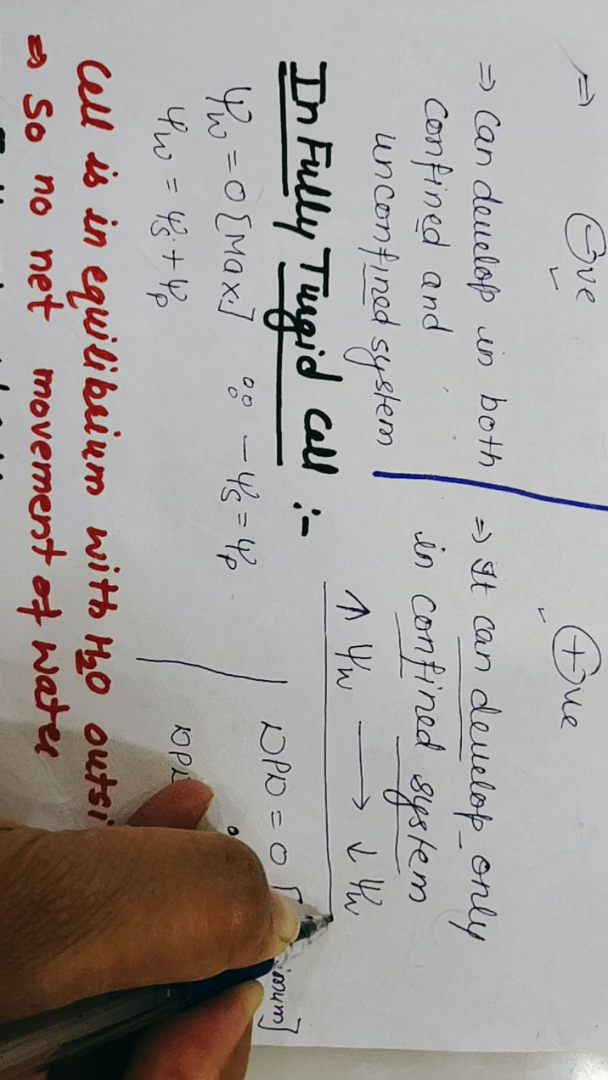 ⊖ve
⇒
⇒ can develop in both
confined and
unconfined system
⊕ve
⇒ It can develop only
in confined system
↑ Ψw → ↓ Ψw
In Fully Turgid cell :-
Ψw = 0 [Max.] ∵ - Ψs = Ψp
Ψw = Ψs + Ψp
DPD = 0 [
Cell is in equilibrium with H₂O
⇒ So no net movement of water